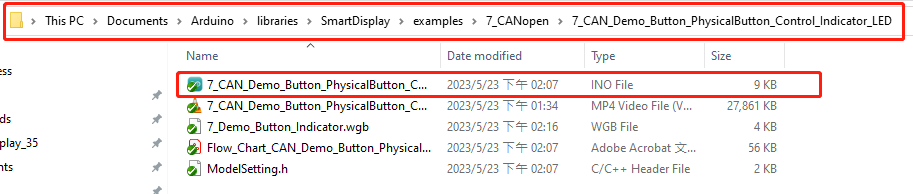 This PC > Documents > Arduino > libraries > SmartDisplay > examples > 7_CANopen > 7_CAN_Demo_Button_PhysicalButton_Control_Indicator_LED
Name Date modified Type Size
ess
7_CAN_Demo_Button_PhysicalButton_C... 2023/5/23 下午 02:07 INO File 9 KB
7_CAN_Demo_Button_PhysicalButton_C... 2023/5/23 下午 01:34 MP4 Video File (V... 27,861 KB
ds
7_Demo_Button_Indicator.wgb 2023/5/23 下午 02:16 WGB File 4 KB
play_35
Flow_Chart_CAN_Demo_Button_Physical... 2023/5/23 下午 02:07 Adobe Acrobat 文... 56 KB
nts
ModelSetting.h 2023/5/23 下午 02:07 C/C++ Header File 2 KB